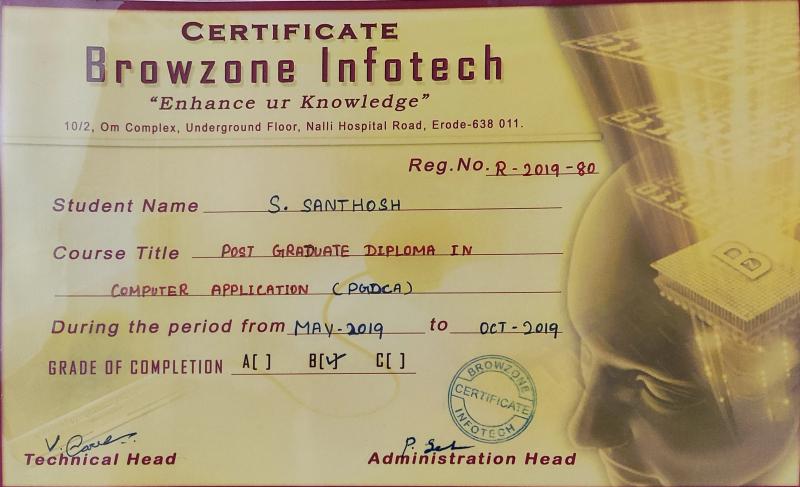 CERTIFICATE
Browzone Infotech
"Enhance ur Knowledge"
10/2, Om Complex, Underground Floor, Nalli Hospital Road, Erode-638 011.
Reg.No. R - 2019 - 80
Student Name S. SANTHOSH
Course Title POST GRADUATE DIPLOMA IN
COMPUTER APPLICATION (PGDCA)
During the period from MAY-2019 to OCT-2019
GRADE OF COMPLETION A[ ] B[✓] C[ ]
BROWZONE
CERTIFICATE
INFOTECH
B
Technical Head Administration Head